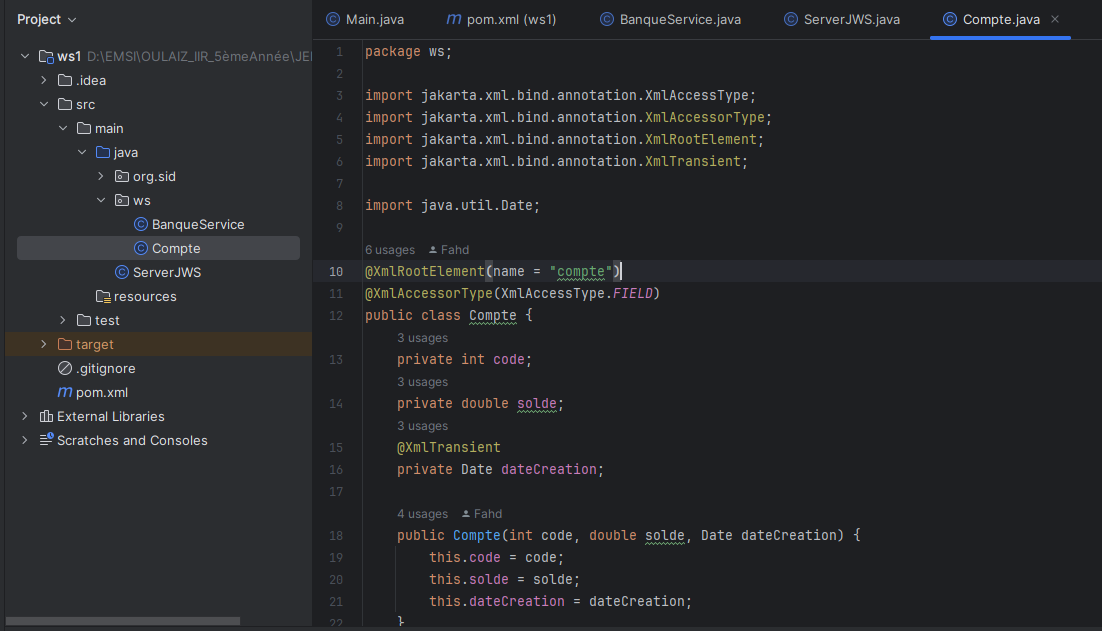 Project
ws1 D:\EMSI\OULAIZ_IIR_5èmeAnnée\JEI
.idea
src
main
java
org.sid
ws
BanqueService
Compte
ServerJWS
resources
test
target
.gitignore
pom.xml
External Libraries
Scratches and Consoles
Main.java
pom.xml (ws1)
BanqueService.java
ServerJWS.java
Compte.java
1 package ws;
2
3 import jakarta.xml.bind.annotation.XmlAccessType;
4 import jakarta.xml.bind.annotation.XmlAccessorType;
5 import jakarta.xml.bind.annotation.XmlRootElement;
6 import jakarta.xml.bind.annotation.XmlTransient;
7
8 import java.util.Date;
9
6 usages Fahd
10 @XmlRootElement(name = "compte")
11 @XmlAccessorType(XmlAccessType.FIELD)
12 public class Compte {
3 usages
13 private int code;
3 usages
14 private double solde;
3 usages
15 @XmlTransient
16 private Date dateCreation;
17
4 usages Fahd
18 public Compte(int code, double solde, Date dateCreation) {
19 this.code = code;
20 this.solde = solde;
21 this.dateCreation = dateCreation;
22 }